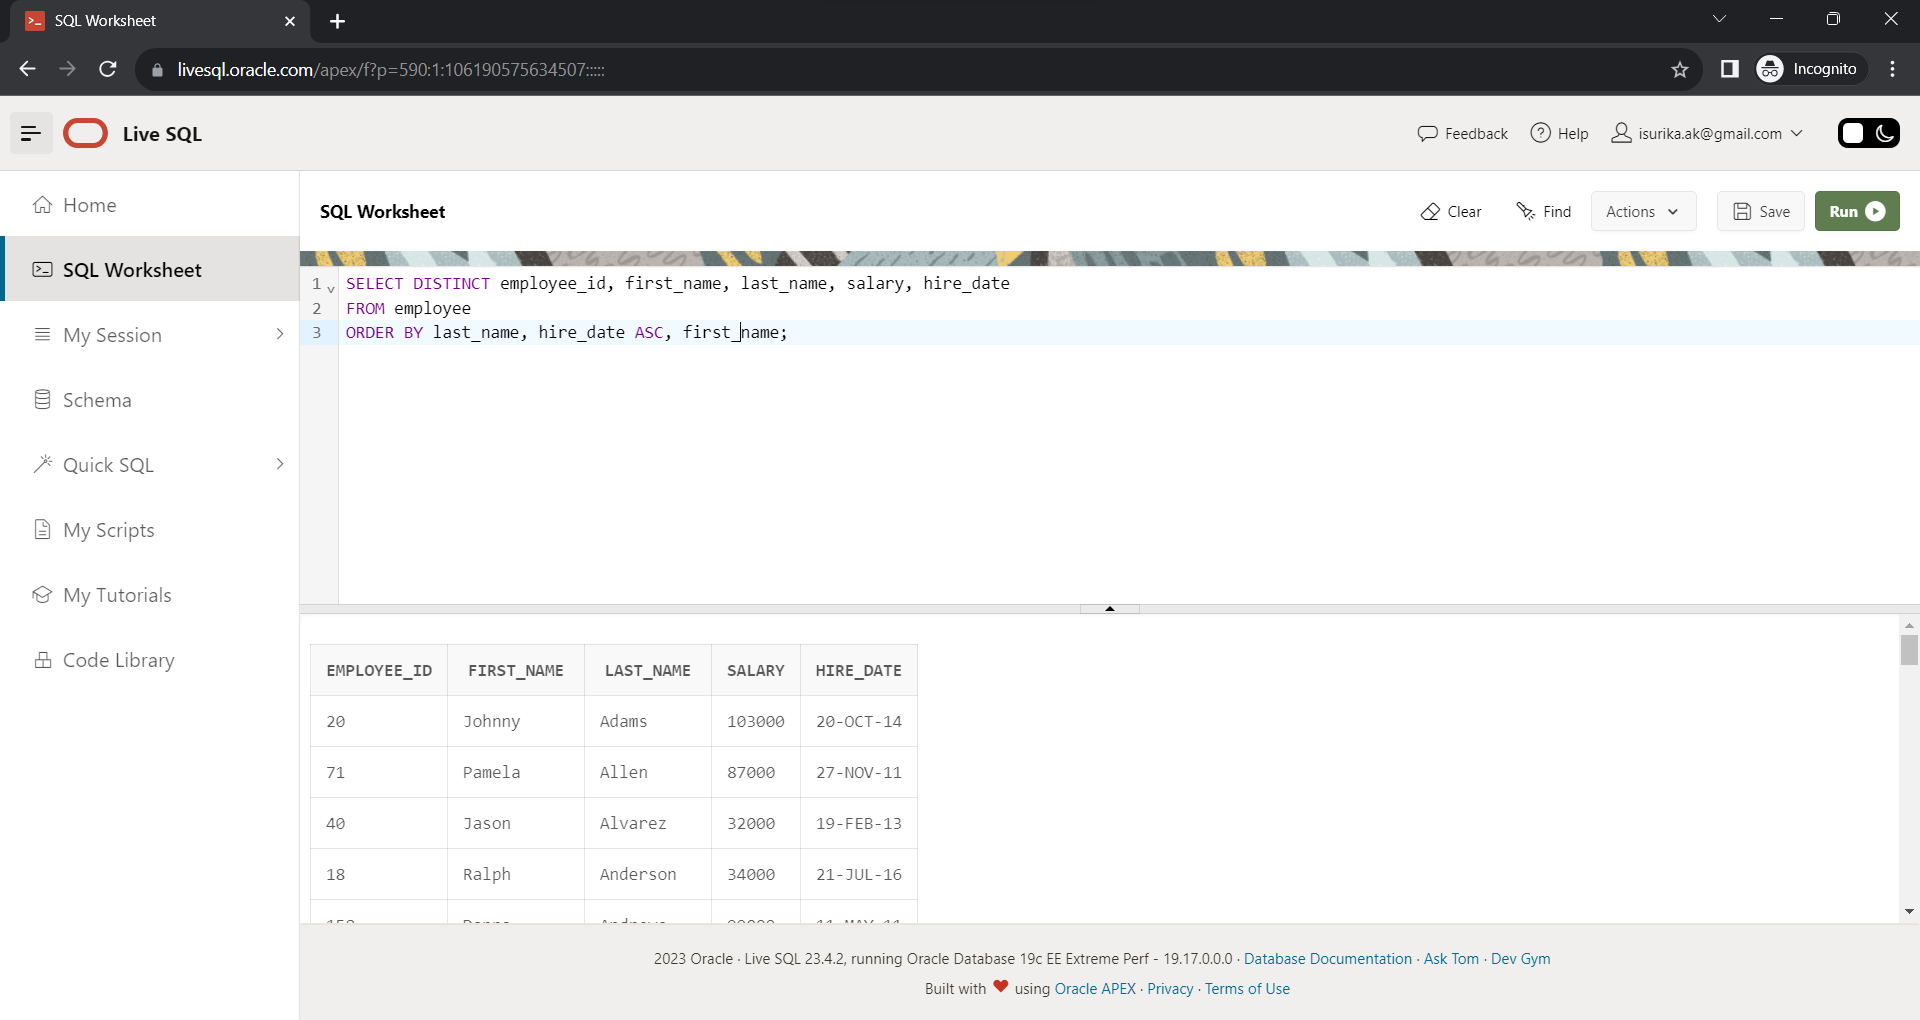 SQL Worksheet
livesql.oracle.com/apex/f?p=590:1:106190575634507:::::
Incognito
Live SQL
Feedback
Help
isurika.ak@gmail.com
Home
SQL Worksheet
My Session
Schema
Quick SQL
My Scripts
My Tutorials
Code Library
SQL Worksheet
Clear
Find
Actions
Save
Run
1 SELECT DISTINCT employee_id, first_name, last_name, salary, hire_date
2 FROM employee
3 ORDER BY last_name, hire_date ASC, first_name;
EMPLOYEE_ID FIRST_NAME LAST_NAME SALARY HIRE_DATE
20 Johnny Adams 103000 20-OCT-14
71 Pamela Allen 87000 27-NOV-11
40 Jason Alvarez 32000 19-FEB-13
18 Ralph Anderson 34000 21-JUL-16
2023 Oracle · Live SQL 23.4.2, running Oracle Database 19c EE Extreme Perf - 19.17.0.0.0 · Database Documentation · Ask Tom · Dev Gym
Built with ❤ using Oracle APEX · Privacy · Terms of Use